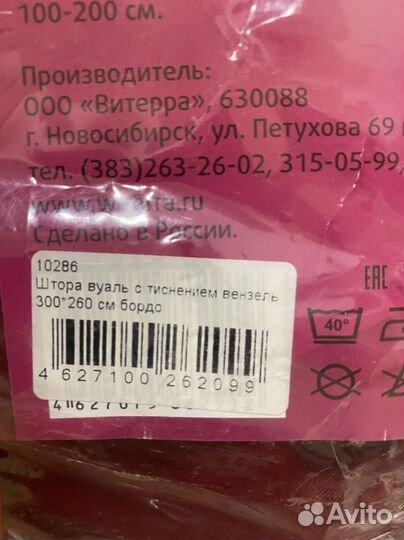 100-200 см.
Производитель:
ООО «Витерра», 630088
г. Новосибирск, ул. Петухова 69
тел. (383)263-26-02, 315-05-99,
Сделано в России.
10286
Штора вуаль с тиснением вензель
300*260 см бордо
EAC
40°
4 627100 262099
Avito